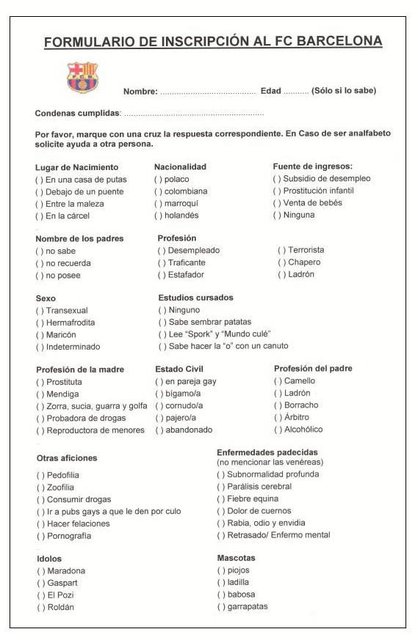 FORMULARIO DE INSCRIPCIÓN AL FC BARCELONA
Nombre: ........................................ Edad ........... (Sólo si lo sabe)
Condenas cumplidas: ...........................................................
Por favor, marque con una cruz la respuesta correspondiente. En Caso de ser analfabeto
solicite ayuda a otra persona.
Lugar de Nacimiento Nacionalidad Fuente de ingresos:
( ) En una casa de putas ( ) polaco ( ) Subsidio de desempleo
( ) Debajo de un puente ( ) colombiana ( ) Prostitución infantil
( ) Entre la maleza ( ) marroquí ( ) Venta de bebés
( ) En la cárcel ( ) holandés ( ) Ninguna
Nombre de los padres Profesión
( ) no sabe ( ) Desempleado ( ) Terrorista
( ) no recuerda ( ) Traficante ( ) Chapero
( ) no posee ( ) Estafador ( ) Ladrón
Sexo Estudios cursados
( ) Transexual ( ) Ninguno
( ) Hermafrodita ( ) Sabe sembrar patatas
( ) Maricón ( ) Lee “Spork” y “Mundo culé”
( ) Indeterminado ( ) Sabe hacer la “o” con un canuto
Profesión de la madre Estado Civil Profesión del padre
( ) Prostituta ( ) en pareja gay ( ) Camello
( ) Mendiga ( ) bígamo/a ( ) Ladrón
( ) Zorra, sucia, guarra y golfa ( ) cornudo/a ( ) Borracho
( ) Probadora de drogas ( ) pajero/a ( ) Árbitro
( ) Reproductora de menores ( ) abandonado ( ) Alcohólico
Otras aficiones Enfermedades padecidas
(no mencionar las venéreas)
( ) Pedofilia ( ) Subnormalidad profunda
( ) Zoofilia ( ) Parálisis cerebral
( ) Consumir drogas ( ) Fiebre equina
( ) Ir a pubs gays a que le den por culo ( ) Dolor de cuernos
( ) Hacer felaciones ( ) Rabia, odio y envidia
( ) Pornografía ( ) Retrasado/ Enfermo mental
Idolos Mascotas
( ) Maradona ( ) piojos
( ) Gaspart ( ) ladilla
( ) El Pozi ( ) babosa
( ) Roldán ( ) garrapatas